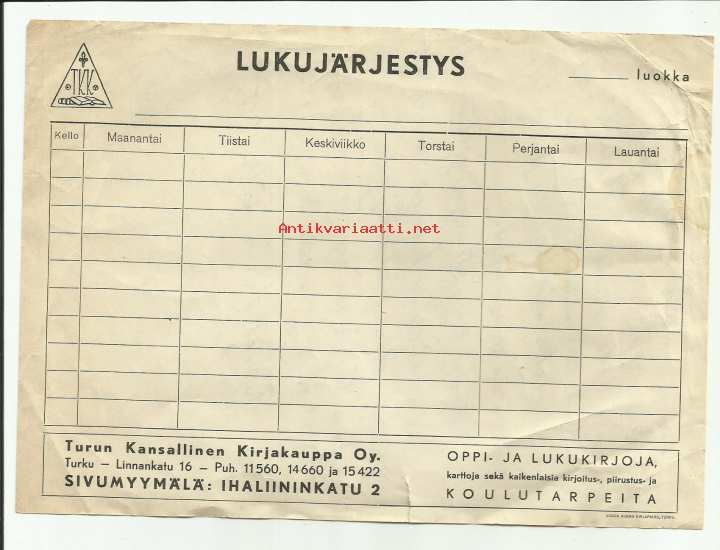 LUKUJÄRJESTYS
TKK
luokka
Kello Maanantai Tiistai Keskiviikko Torstai Perjantai Lauantai
Antikvariaatti.net
Turun Kansallinen Kirjakauppa Oy.
Turku — Linnankatu 16 — Puh. 11560, 14660 ja 15422
SIVUMYYMÄLÄ: IHALIININKATU 2
OPPI- JA LUKUKIRJOJA,
karttoja sekä kaikenlaisia kirjoitus-, piirustus- ja
KOULUTARPEITA